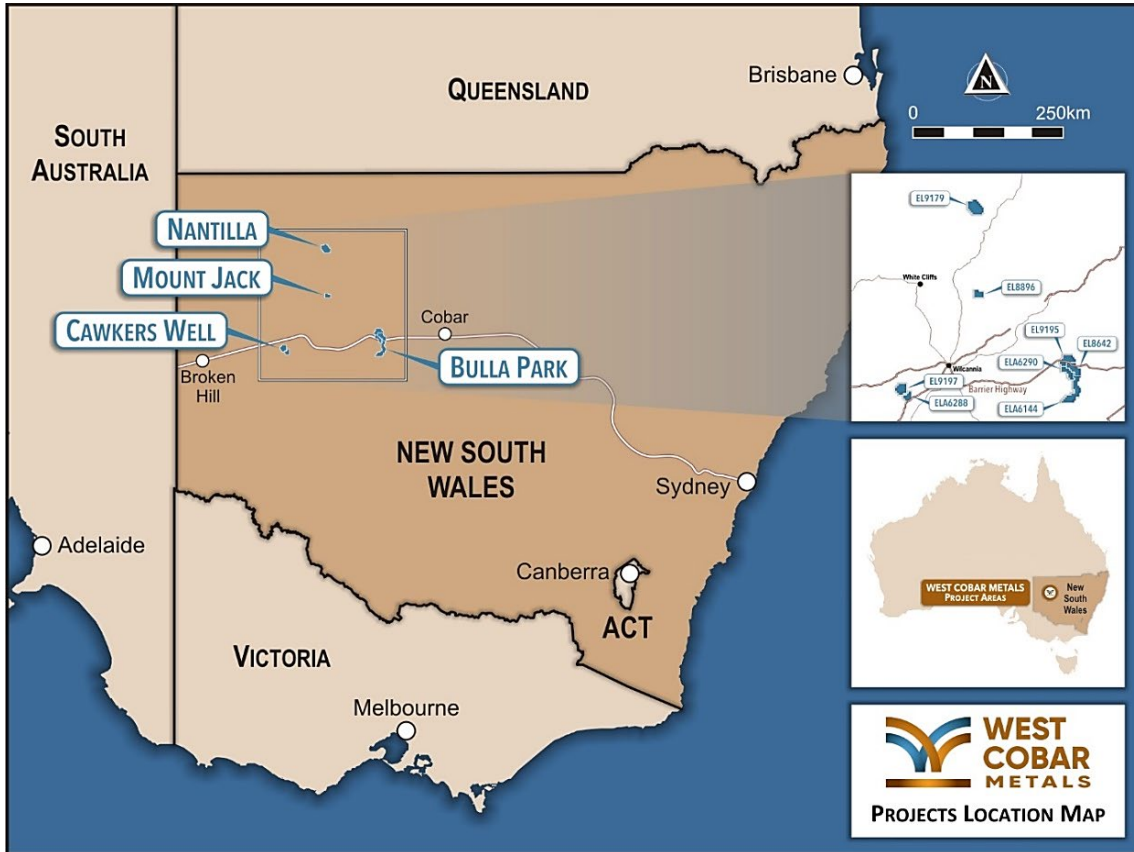 QUEENSLAND
Brisbane
N
0 250km
SOUTH
AUSTRALIA
NANTILLA
MOUNT JACK
CAWKERS WELL
Cobar
Broken
Hill
BULLA PARK
NEW SOUTH
WALES
Sydney
Adelaide
Canberra
ACT
VICTORIA
Melbourne
EL9179
White Cliffs
EL8896
EL9195
EL8642
ELA6290
Wilcannia
EL9197
Barrier Highway
ELA6288
ELA6144
WEST COBAR METALS
PROJECT AREAS
New
South
Wales
WEST
COBAR
METALS
PROJECTS LOCATION MAP